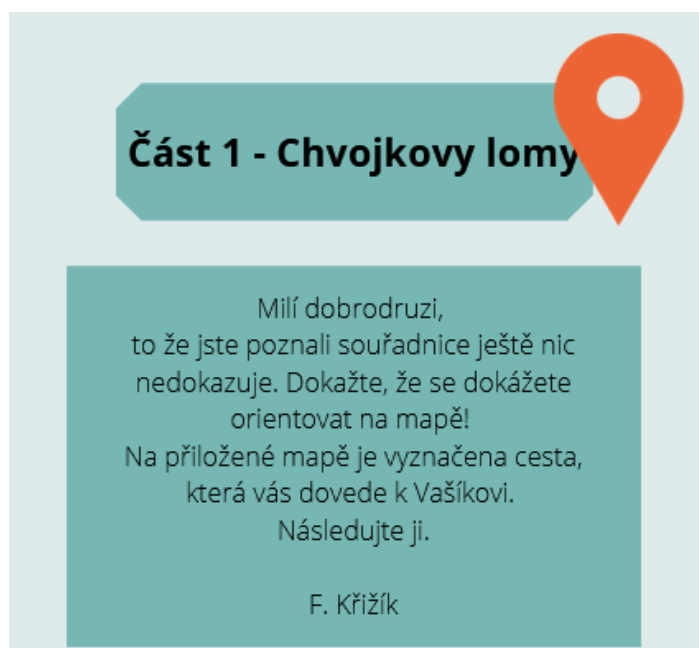 Část 1 - Chvojkovy lomy
Milí dobrodruzi,
to že jste poznali souřadnice ještě nic
nedokazuje. Dokažte, že se dokážete
orientovat na mapě!
Na přiložené mapě je vyznačena cesta,
která vás dovede k Vašíkovi.
Následujte ji.
F. Křižík